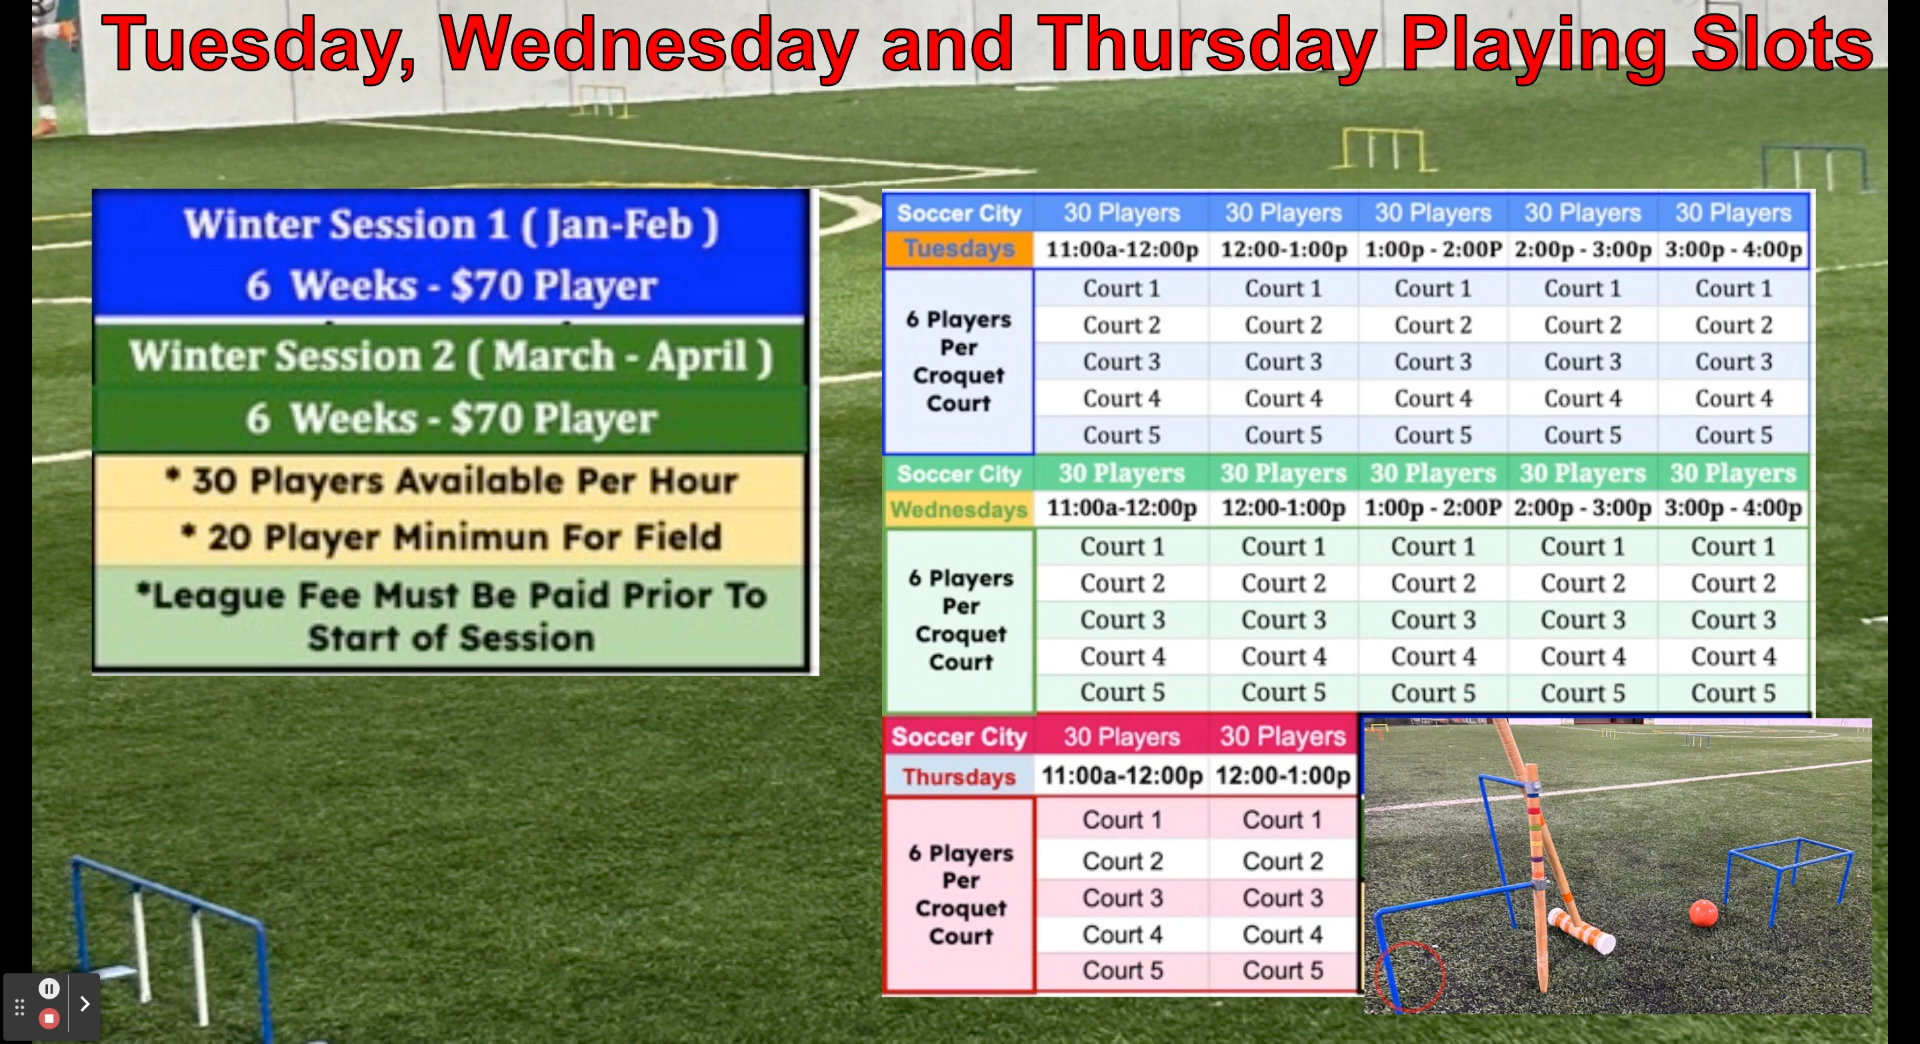 Tuesday, Wednesday and Thursday Playing Slots
Winter Session 1 ( Jan-Feb )
6 Weeks - $70 Player
Winter Session 2 ( March - April )
6 Weeks - $70 Player
* 30 Players Available Per Hour
* 20 Player Minimun For Field
*League Fee Must Be Paid Prior To
Start of Session
Soccer City 30 Players 30 Players 30 Players 30 Players 30 Players
Tuesdays 11:00a-12:00p 12:00-1:00p 1:00p - 2:00P 2:00p - 3:00p 3:00p - 4:00p
6 Players
Per
Croquet
Court
Court 1 Court 1 Court 1 Court 1 Court 1
Court 2 Court 2 Court 2 Court 2 Court 2
Court 3 Court 3 Court 3 Court 3 Court 3
Court 4 Court 4 Court 4 Court 4 Court 4
Court 5 Court 5 Court 5 Court 5 Court 5
Soccer City 30 Players 30 Players 30 Players 30 Players 30 Players
Wednesdays 11:00a-12:00p 12:00-1:00p 1:00p - 2:00P 2:00p - 3:00p 3:00p - 4:00p
6 Players
Per
Croquet
Court
Court 1 Court 1 Court 1 Court 1 Court 1
Court 2 Court 2 Court 2 Court 2 Court 2
Court 3 Court 3 Court 3 Court 3 Court 3
Court 4 Court 4 Court 4 Court 4 Court 4
Court 5 Court 5 Court 5 Court 5 Court 5
Soccer City 30 Players 30 Players
Thursdays 11:00a-12:00p 12:00-1:00p
6 Players
Per
Croquet
Court
Court 1 Court 1
Court 2 Court 2
Court 3 Court 3
Court 4 Court 4
Court 5 Court 5